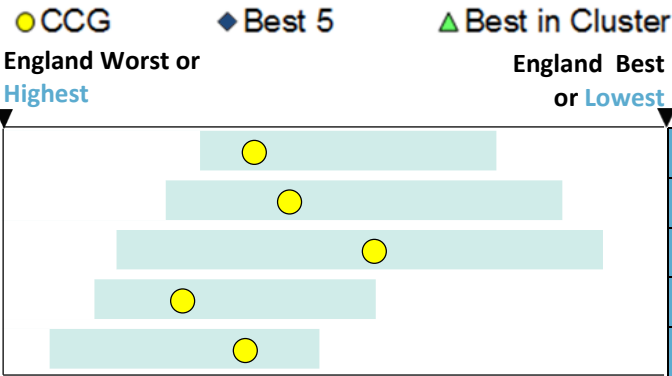 CCG Best 5 Best in Cluster
England Worst or England Best
Highest or Lowest